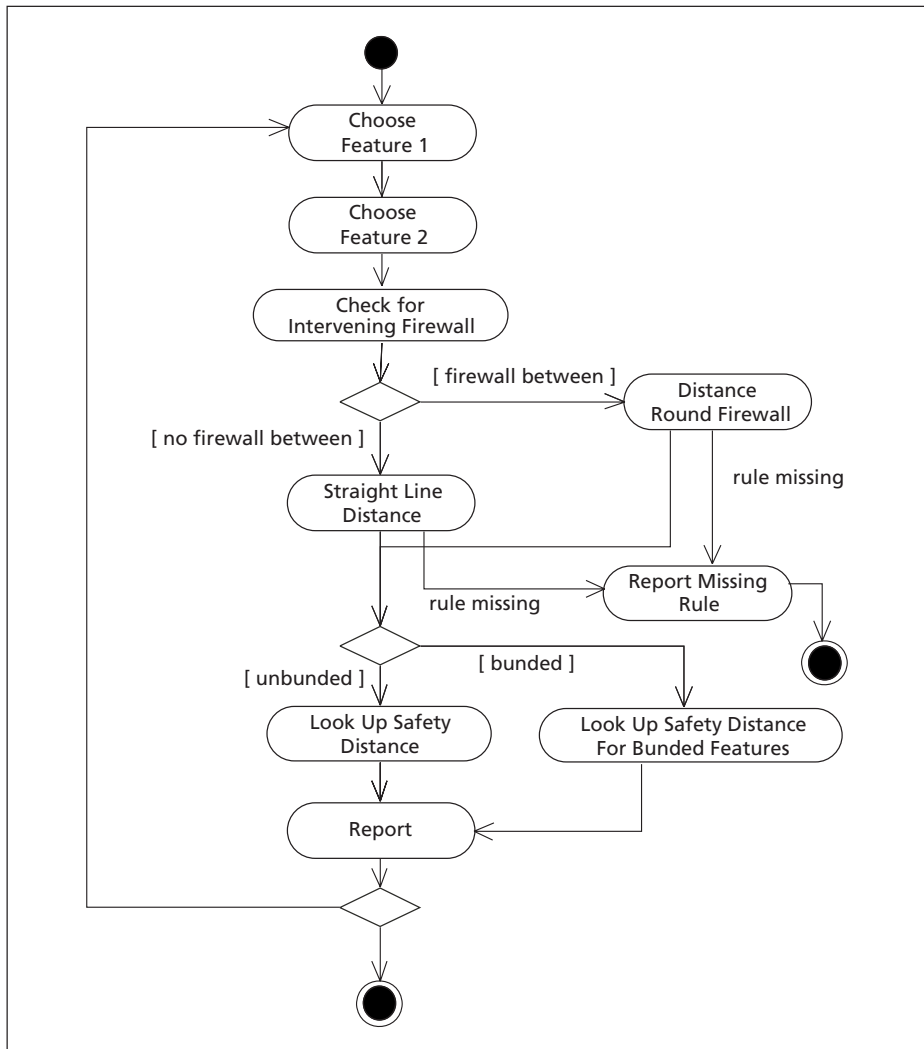 Choose
Feature 1
Choose
Feature 2
Check for
Intervening Firewall
[ firewall between ]
Distance
Round Firewall
[ no firewall between ]
Straight Line
Distance
rule missing
rule missing
Report Missing
Rule
[ unbunded ]
[ bunded ]
Look Up Safety
Distance
Look Up Safety Distance
For Bunded Features
Report